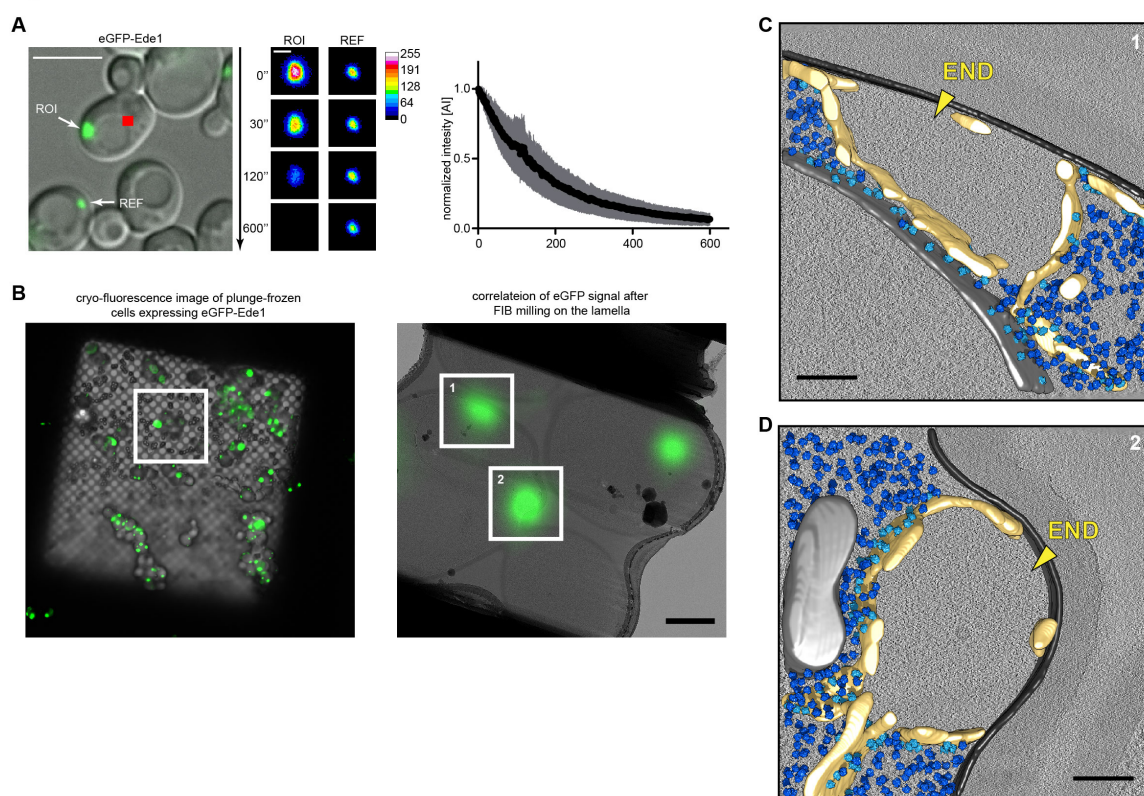 A
eGFP-Ede1
ROI
REF
ROI
REF
0"
30"
120"
600"
255
191
128
64
0
normalized intesity [AI]
1.0
0.5
0.0
0
200
400
600
B
cryo-fluorescence image of plunge-frozen
cells expressing eGFP-Ede1
correlateion of eGFP signal after
FIB milling on the lamella
1
2
C
1
END
D
2
END